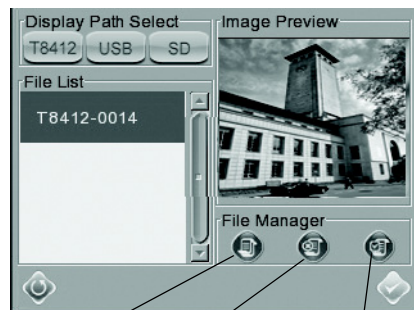 Display Path Select
T8412 USB SD
File List
T8412-0014
Image Preview
File Manager